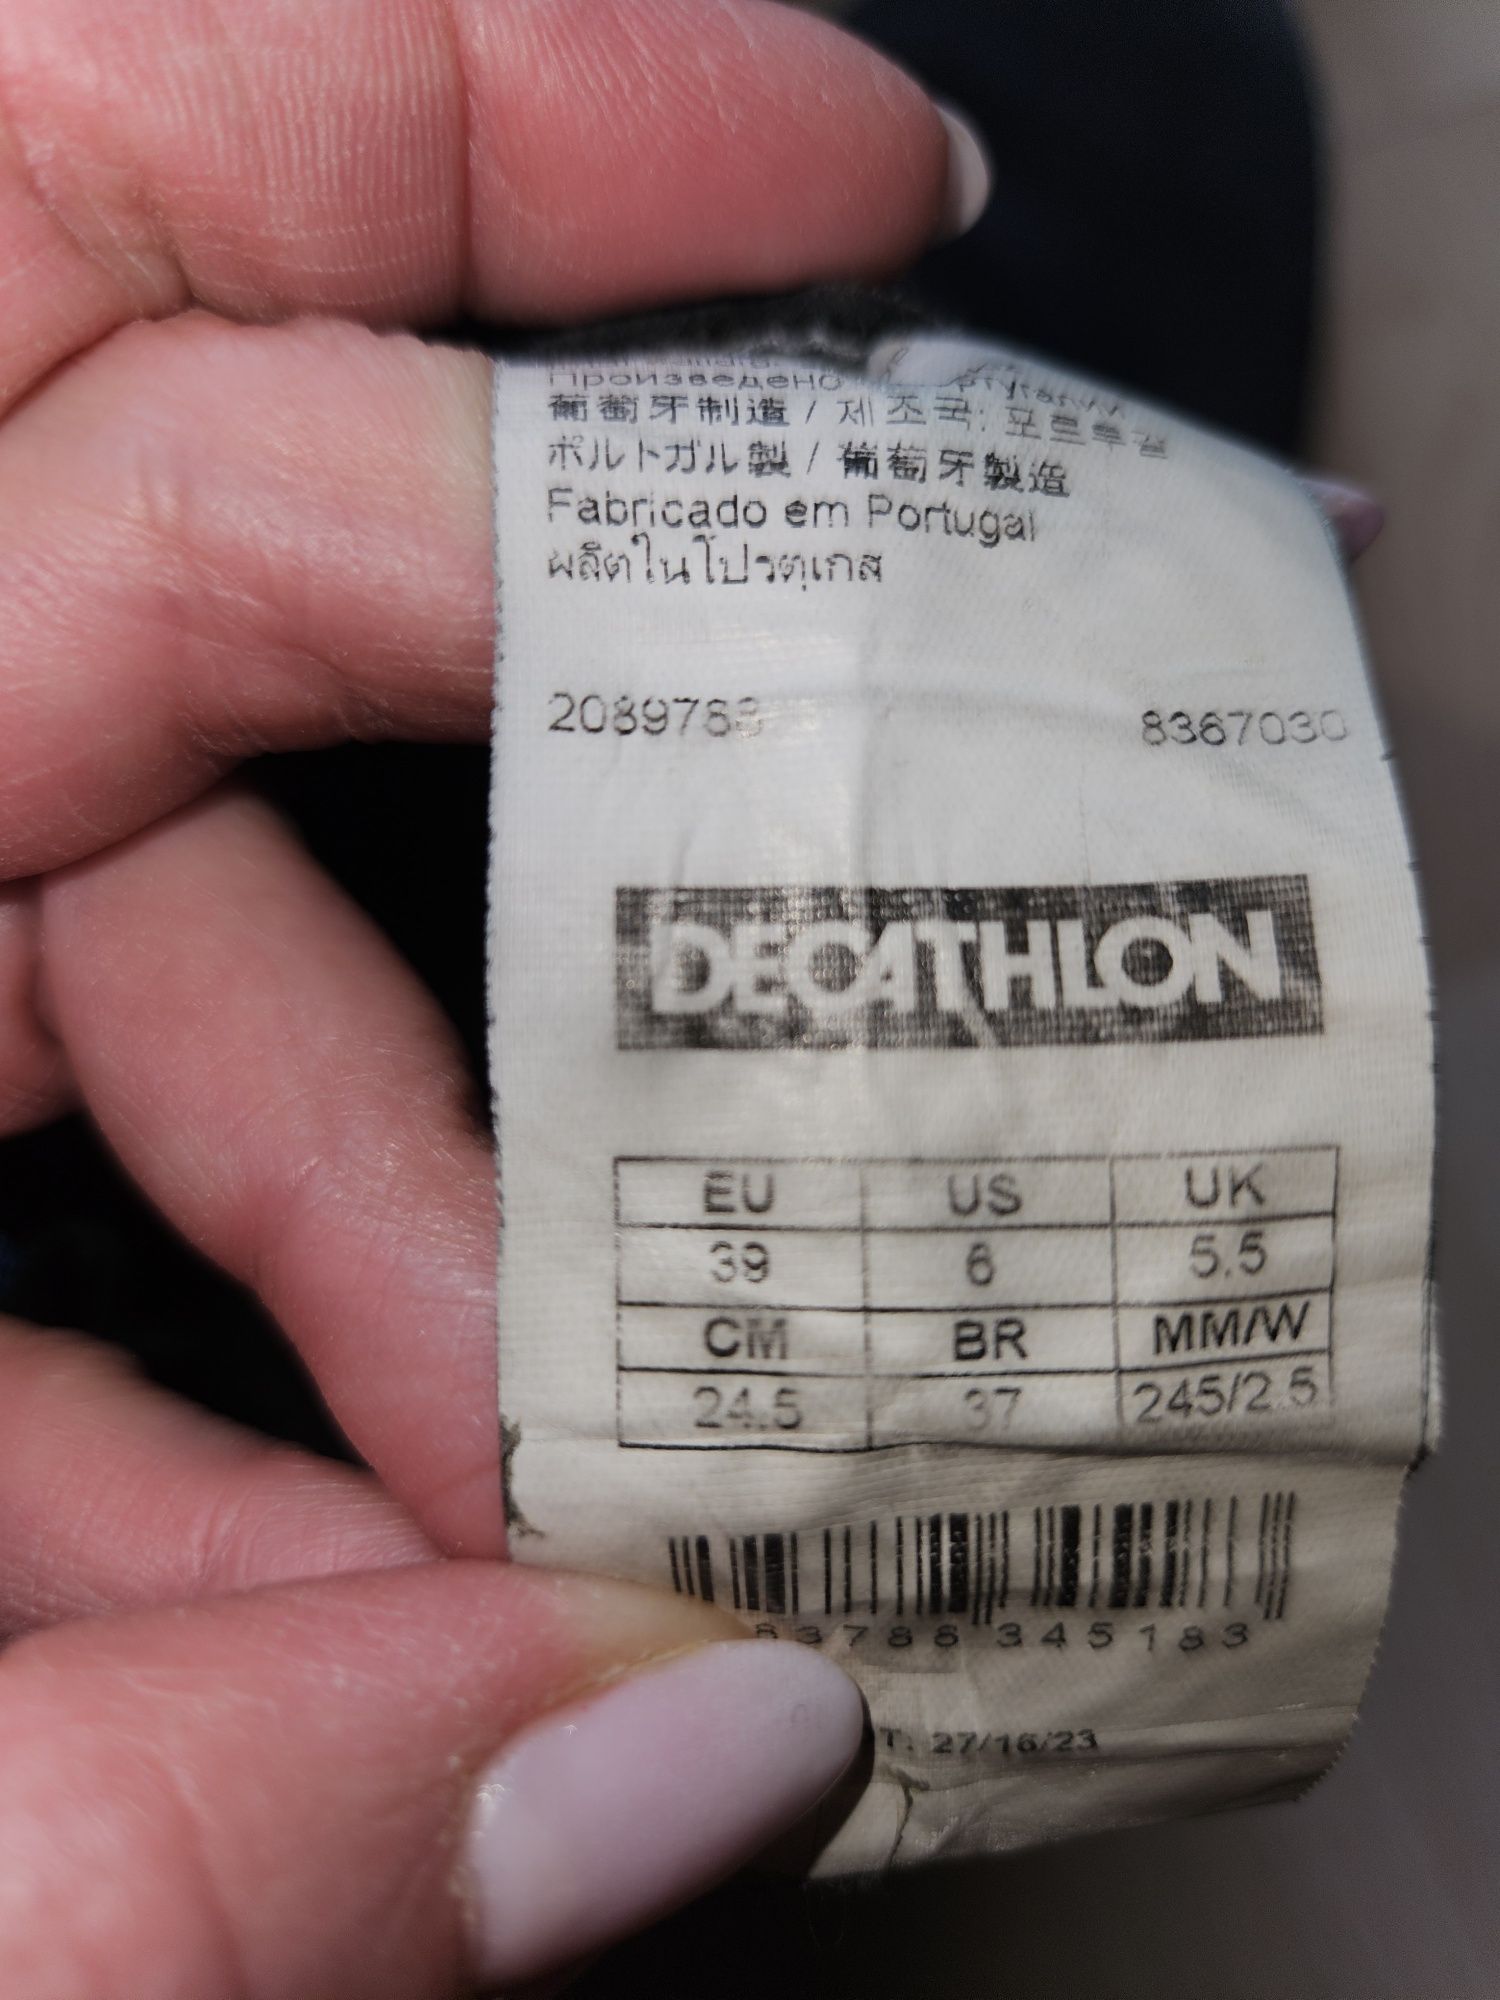 Произведено
葡萄牙制造 / 제조국: 포르투갈
ポルトガル製 / 葡萄牙製造
Fabricado em Portugal
ผลิตในโปรตุเกส
2089788 8367030
DECATHLON
EU US UK
39 6 5.5
CM BR MM/W
24.5 37 245/2.5
83788 345183
T: 27/16/23